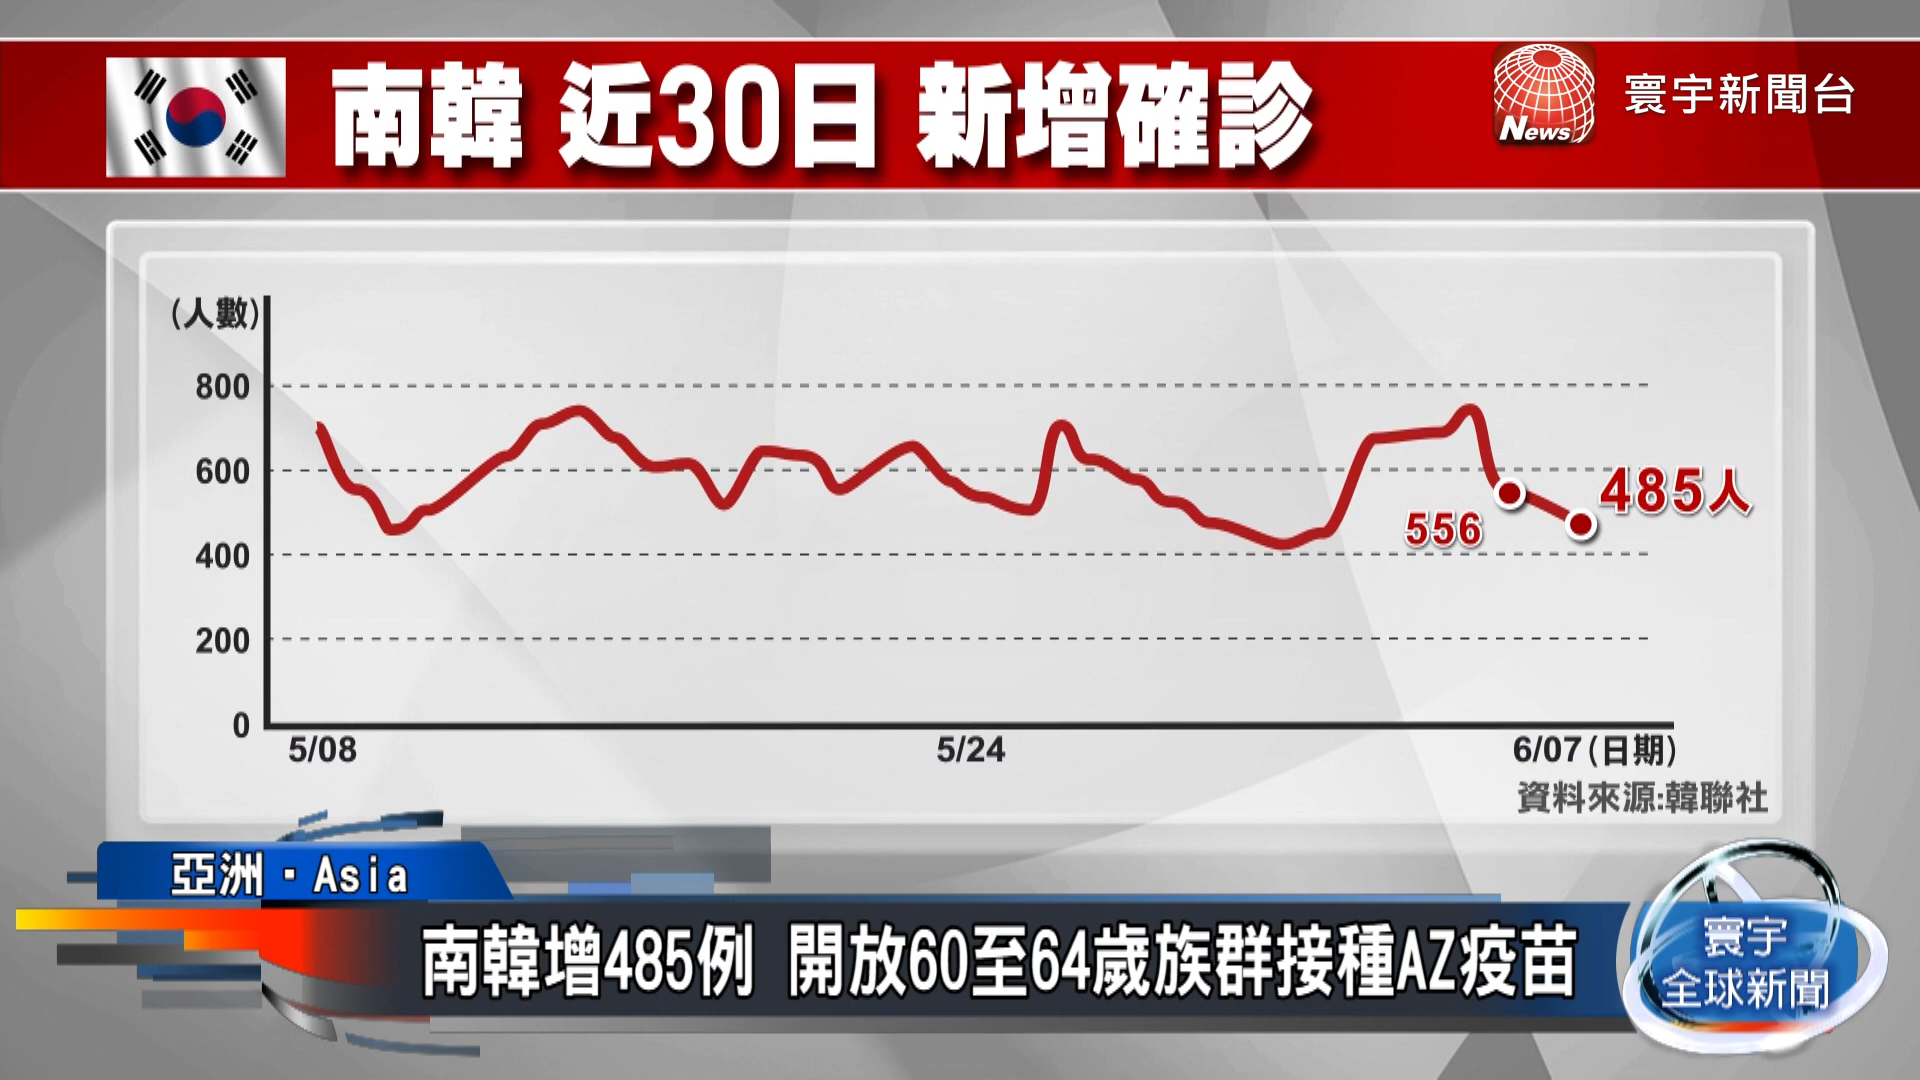 南韓 近30日 新增確診
News
寰宇新聞台
(人數)
800
600
400
200
0
556
485人
5/08
5/24
6/07(日期)
資料來源:韓聯社
亞洲·Asia
南韓增485例 開放60至64歲族群接種AZ疫苗
寰宇
全球新聞